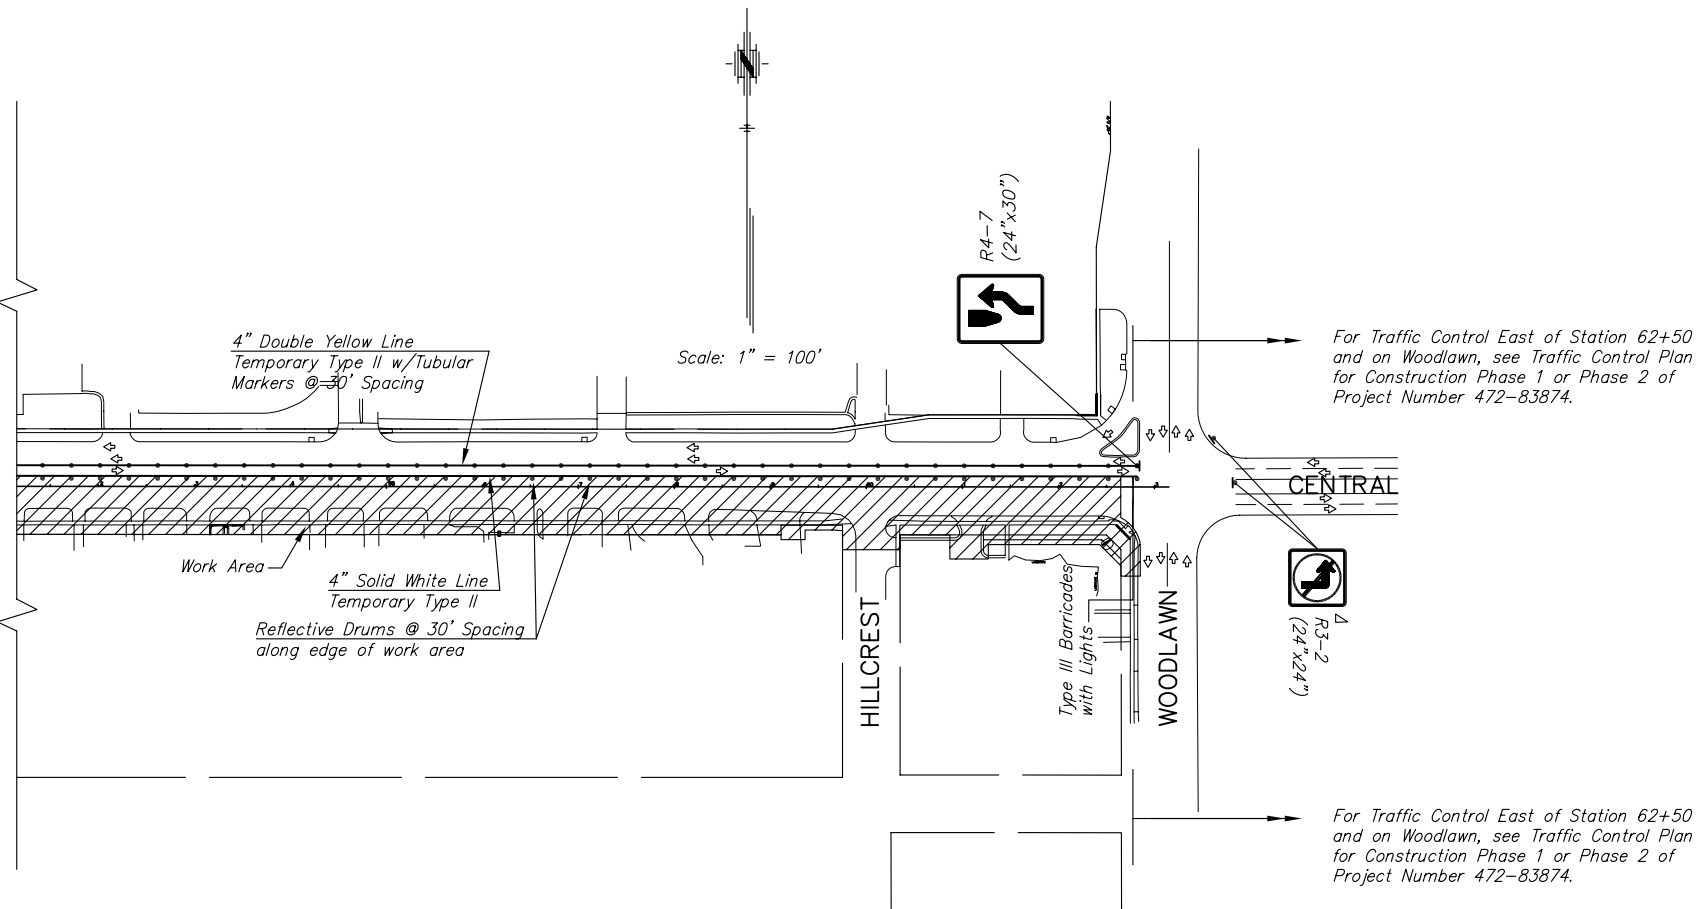 N
R4-7
(24"x30")
4" Double Yellow Line
Temporary Type II w/Tubular
Markers @ 30' Spacing
Scale: 1" = 100'
For Traffic Control East of Station 62+50
and on Woodlawn, see Traffic Control Plan
for Construction Phase 1 or Phase 2 of
Project Number 472-83874.
CENTRAL
Work Area
4" Solid White Line
Temporary Type II
Reflective Drums @ 30' Spacing
along edge of work area
HILLCREST
Type III Barricades
with Lights
WOODLAWN
R3-2
(24"x24")
For Traffic Control East of Station 62+50
and on Woodlawn, see Traffic Control Plan
for Construction Phase 1 or Phase 2 of
Project Number 472-83874.